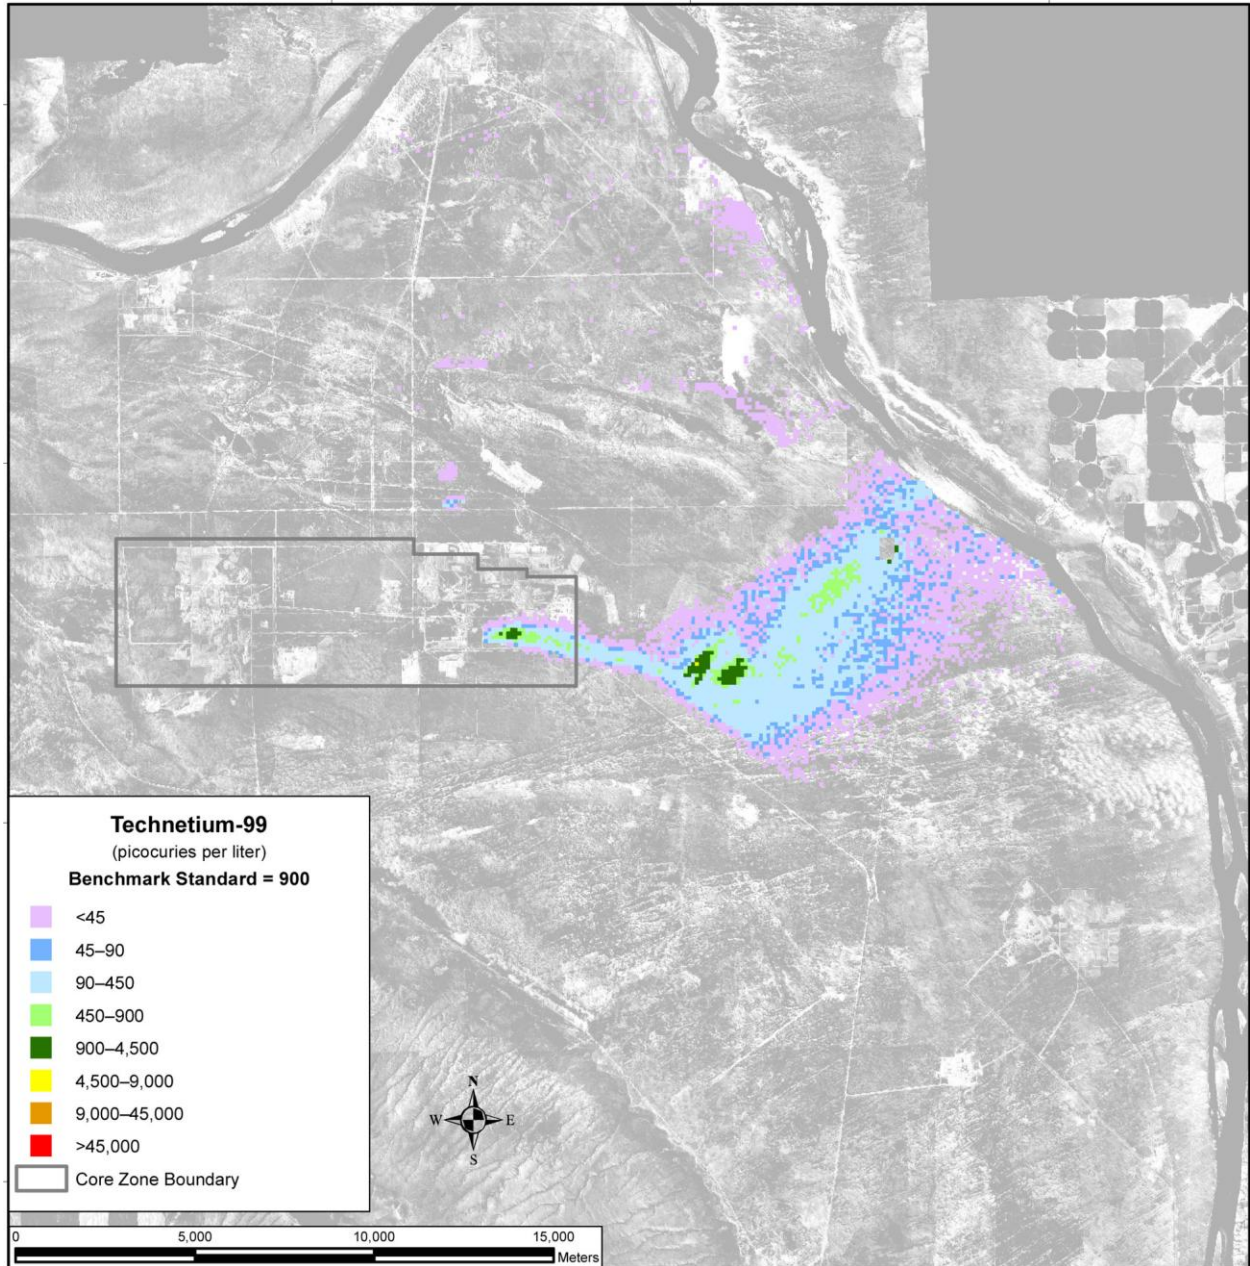 Technetium-99
(picocuries per liter)
Benchmark Standard = 900
<45
45–90
90–450
450–900
900–4,500
4,500–9,000
9,000–45,000
>45,000
Core Zone Boundary
N
W E
S
0 5,000 10,000 15,000
Meters